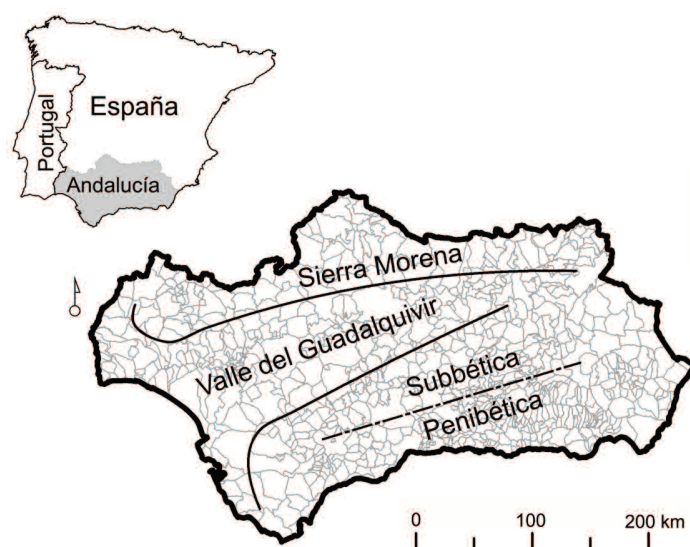 España
Portugal
Andalucía
Sierra Morena
Valle del Guadalquivir
Subbética
Penibética
0 100 200 km